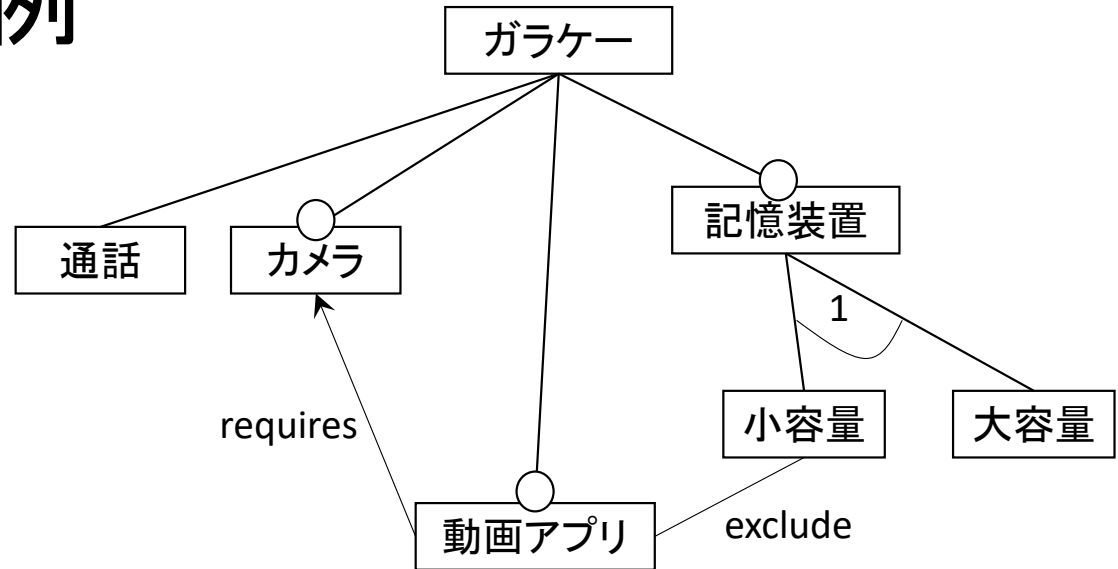 例
ガラケー
通話
カメラ
記憶装置
1
小容量
大容量
requires
動画アプリ
exclude